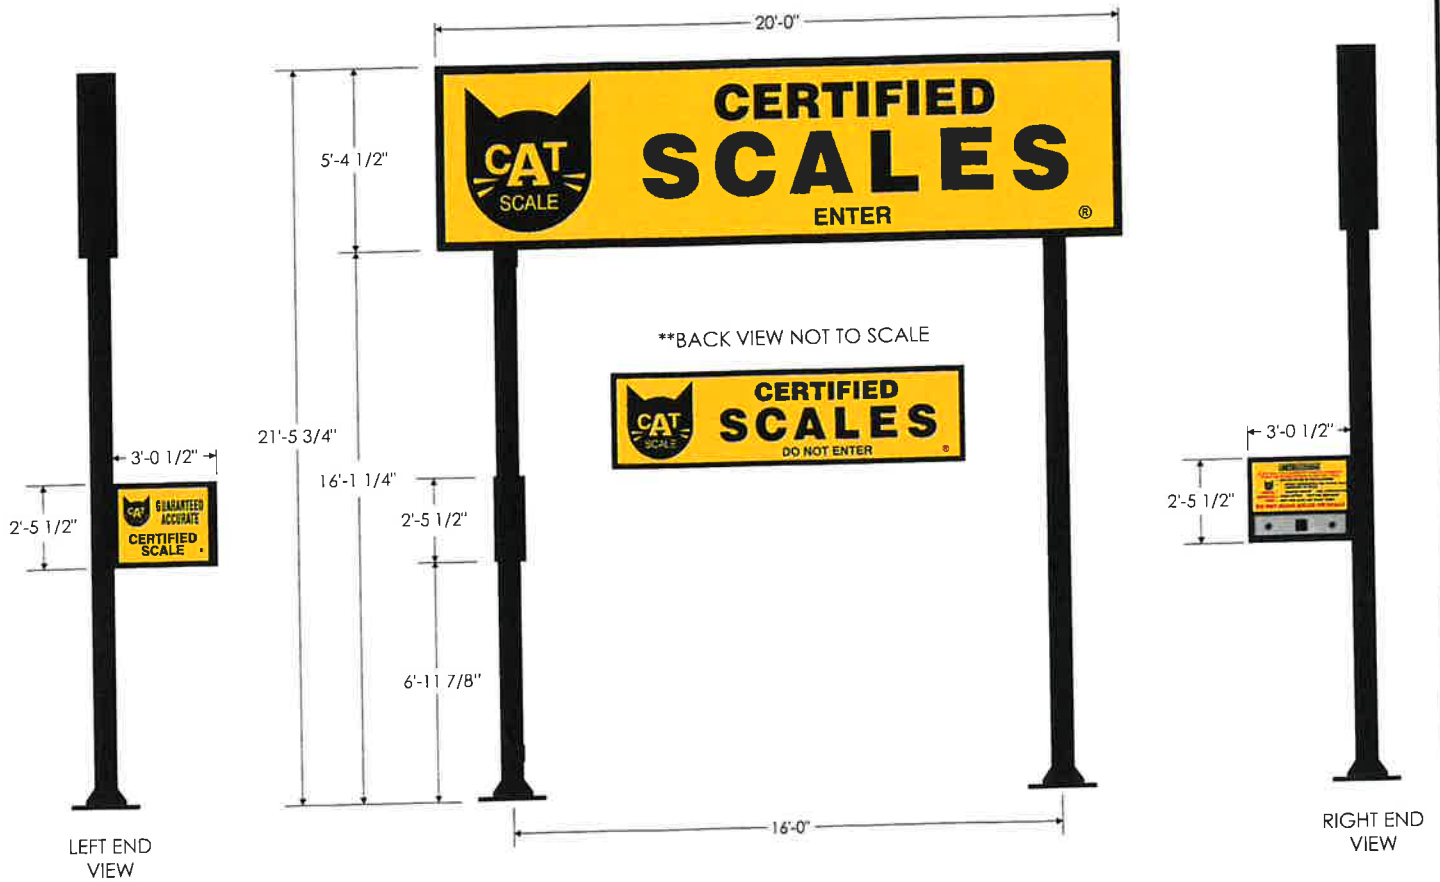 20'-0"
CERTIFIED
SCALES
ENTER
®
CAT
SCALE
5'-4 1/2"
**BACK VIEW NOT TO SCALE
CERTIFIED
SCALES
DO NOT ENTER
®
CAT
SCALE
21'-5 3/4"
16'-1 1/4"
2'-5 1/2"
6'-11 7/8"
16'-0"
3'-0 1/2"
2'-5 1/2"
CAT
GUARANTEED
ACCURATE
CERTIFIED
SCALE
LEFT END
VIEW
3'-0 1/2"
2'-5 1/2"
RIGHT END
VIEW